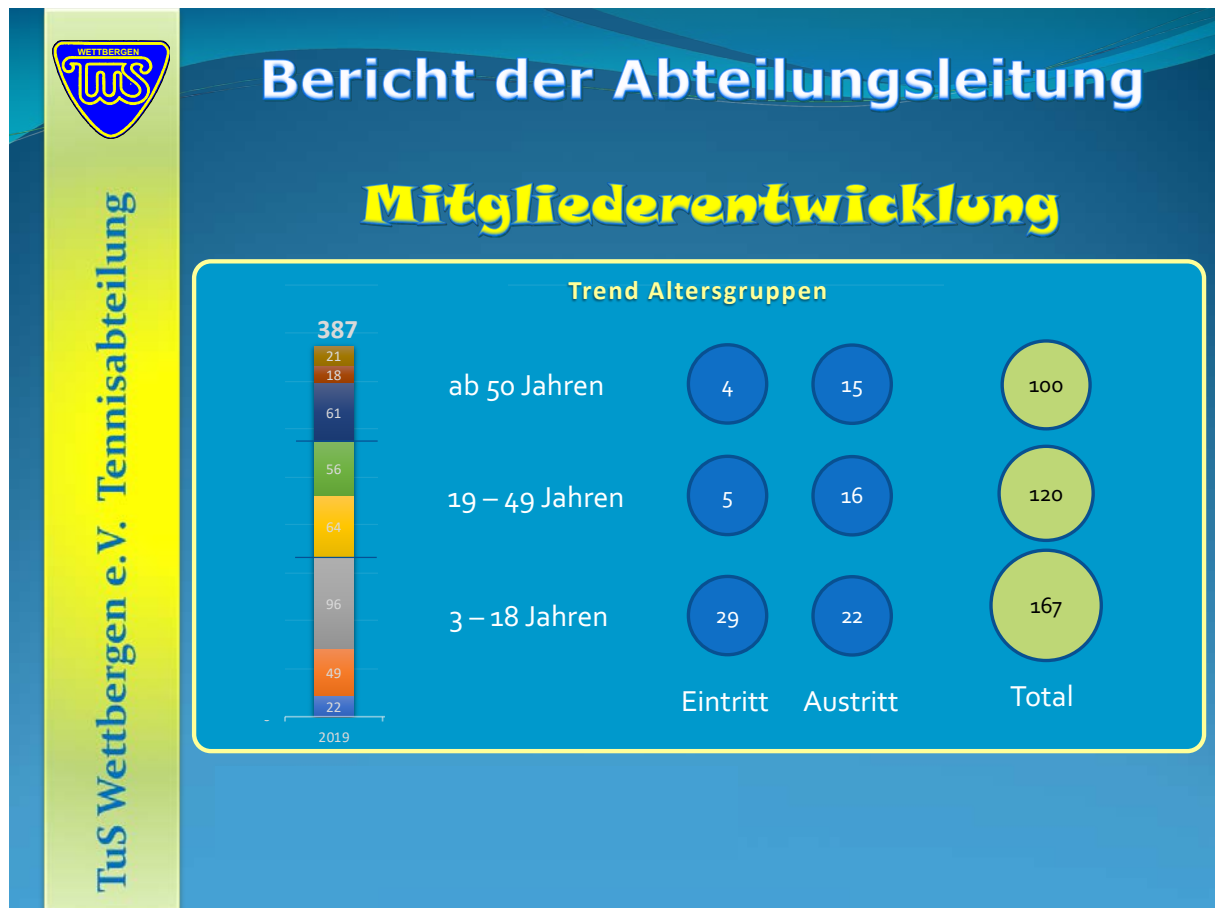 WETTBERGEN
TuS
TuS Wettbergen e.V. Tennisabteilung
Bericht der Abteilungsleitung
Mitgliederentwicklung
Trend Altersgruppen
387
21
18
61
56
64
96
49
22
-
2019
ab 50 Jahren 4 15 100
19 – 49 Jahren 5 16 120
3 – 18 Jahren 29 22 167
Eintritt Austritt Total